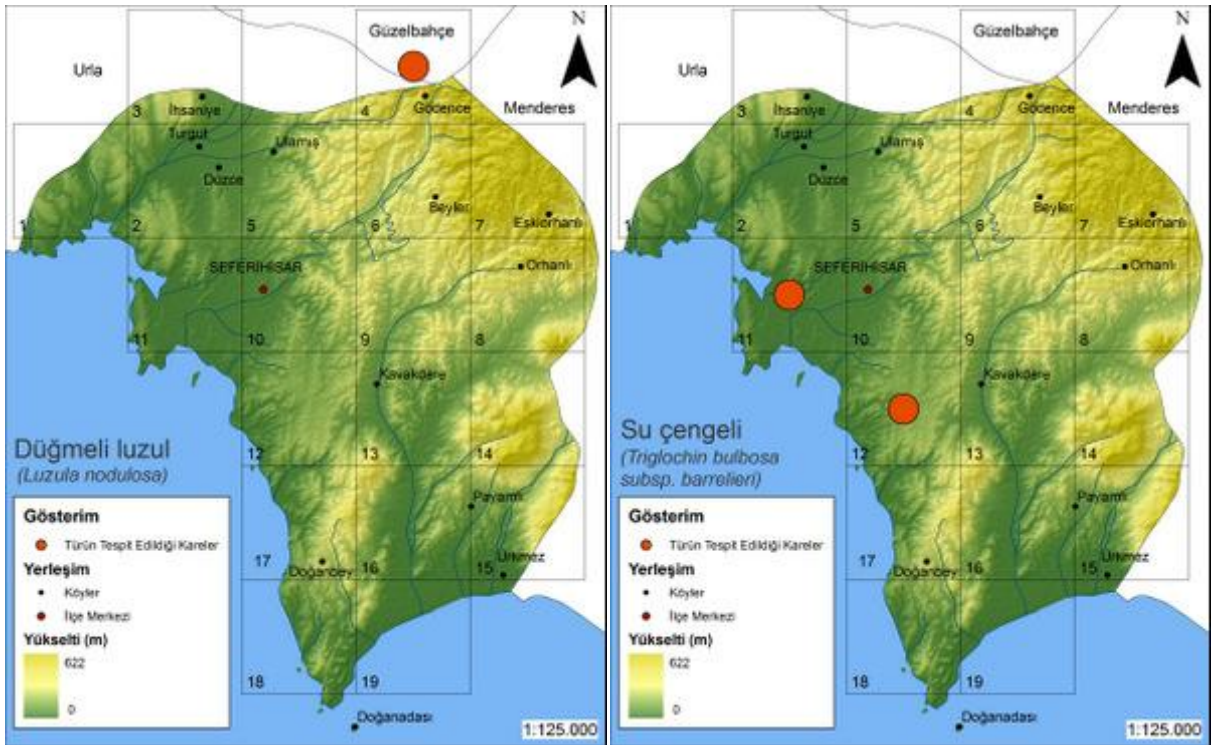 Güzelbahçe
N
Urla
3
4
İhsaniye
Gödence
Menderes
Turgut
Ulamış
Düzce
Beyler
1
2
5
6
7
Eskiorhanlı
SEFERİHİSAR
Orhanlı
11
10
9
8
Kavakdere
Düğmeli luzul
(Luzula nodulosa)
12
13
14
Gösterim
Türün Tespit Edildiği Kareler
Yerleşim
Köyler
İlçe Merkezi
Yükselti (m)
622
0
Payamlı
17
Doğanbey
16
15
Ürkmez
18
19
Doğanadası
1:125.000
Güzelbahçe
N
Urla
3
4
İhsaniye
Gödence
Menderes
Turgut
Ulamış
Düzce
Beyler
1
2
5
6
7
Eskiorhanlı
SEFERİHİSAR
Orhanlı
11
10
9
8
Kavakdere
Su çengeli
(Triglochin bulbosa
subsp. barrelieri)
12
13
14
Gösterim
Türün Tespit Edildiği Kareler
Yerleşim
Köyler
İlçe Merkezi
Yükselti (m)
622
0
Payamlı
17
Doğanbey
16
15
Ürkmez
18
19
Doğanadası
1:125.000